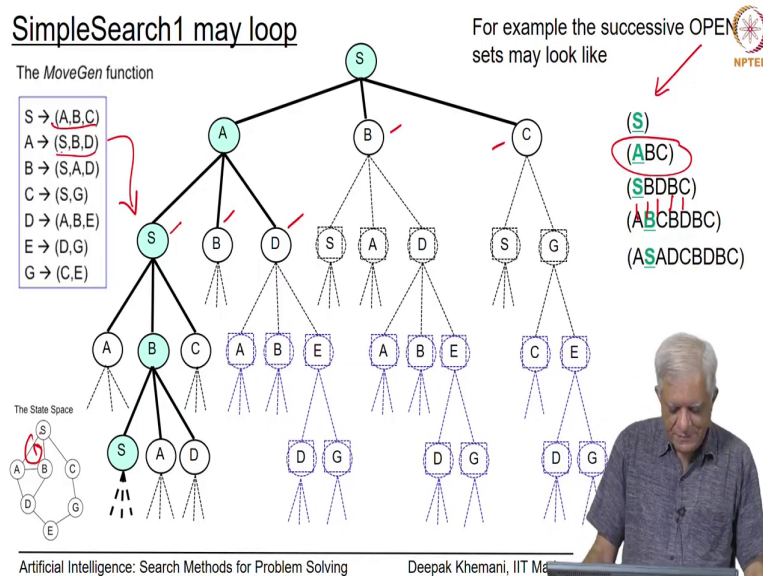 SimpleSearch1 may loop
For example the successive OPEN
sets may look like
NPTEL
The MoveGen function
S → (A,B,C)
A → (S,B,D)
B → (S,A,D)
C → (S,G)
D → (A,B,E)
E → (D,G)
G → (C,E)
(S)
(ABC)
(SBDBC)
(ABCBDBC)
(ASADCBDBC)
S
A B C
S B D S A D S G
A B C A B E A B E C E
S A D D G D G D G
The State Space
S
A B C
D G
E
Artificial Intelligence: Search Methods for Problem Solving
Deepak Khemani, IIT